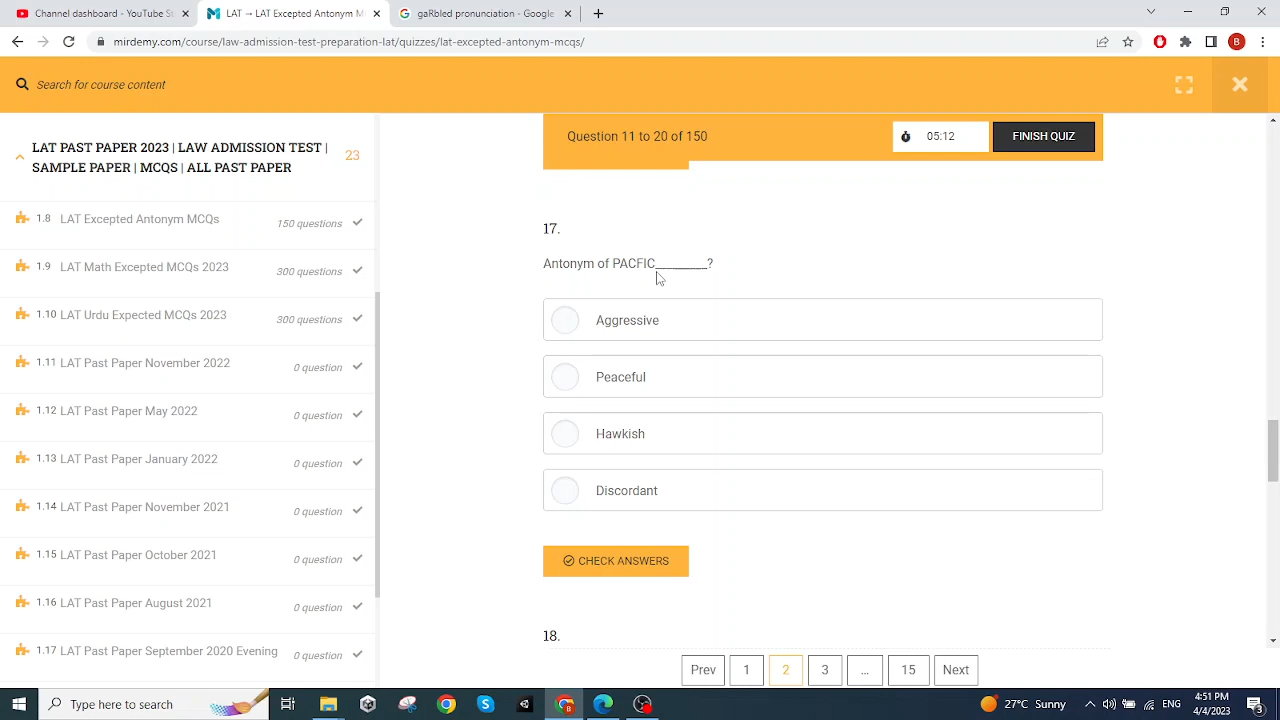 Channel dashboard - YouTube St
LAT – LAT Expected Antonym M
gaRbled pronunciation - Google
mirdemy.com/course/law-admission-test-preparation-lat/quizzes/lat-excepted-antonym-mcqs/
B
Search for course content
LAT PAST PAPER 2023 | LAW ADMISSION TEST |
SAMPLE PAPER | MCQS | ALL PAST PAPER
23
1.8 LAT Excepted Antonym MCQs 150 questions
1.9 LAT Math Excepted MCQs 2023 300 questions
1.10 LAT Urdu Expected MCQs 2023 300 questions
1.11 LAT Past Paper November 2022 0 question
1.12 LAT Past Paper May 2022 0 question
1.13 LAT Past Paper January 2022 0 question
1.14 LAT Past Paper November 2021 0 question
1.15 LAT Past Paper October 2021 0 question
1.16 LAT Past Paper August 2021 0 question
1.17 LAT Past Paper September 2020 Evening 0 question
Question 11 to 20 of 150
05:12
FINISH QUIZ
17.
Antonym of PACFIC________?
Aggressive
Peaceful
Hawkish
Discordant
CHECK ANSWERS
18.
Prev 1 2 3 ... 15 Next
Type here to search
27°C Sunny
ENG
4:51 PM
4/4/2023